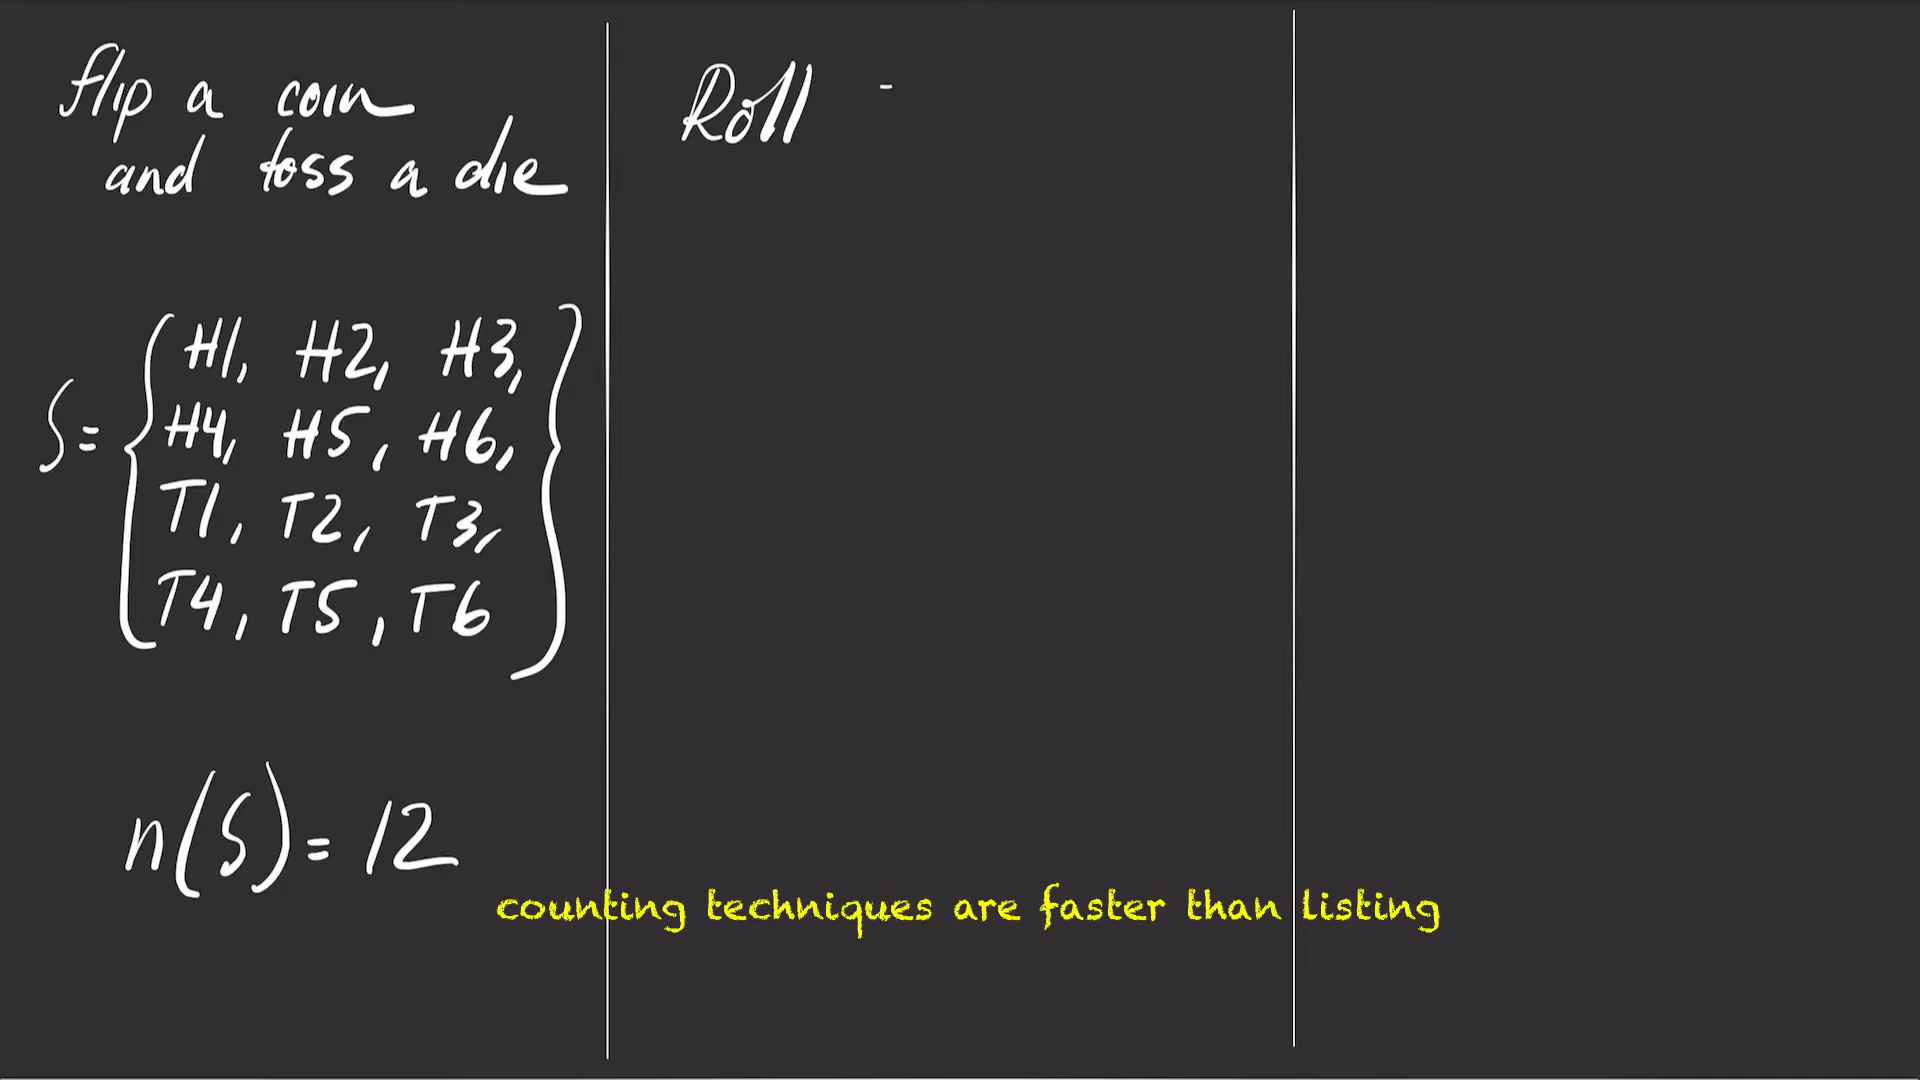 flip a coin
and toss a die
S = { H1, H2, H3,
H4, H5, H6,
T1, T2, T3,
T4, T5, T6 }
n(S) = 12
Roll
counting techniques are faster than listing